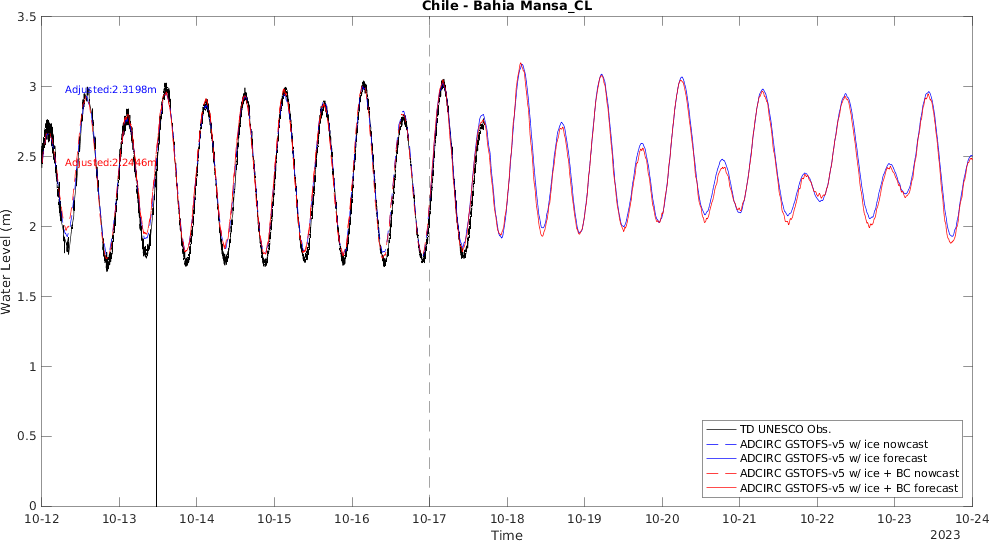 Chile - Bahia Mansa_CL
3.5
3
2.5
2
1.5
1
0.5
0
Water Level (m)
Adjusted:2.3198m
Adjusted:2.2446m
TD UNESCO Obs.
ADCIRC GSTOFS-v5 w/ ice nowcast
ADCIRC GSTOFS-v5 w/ ice forecast
ADCIRC GSTOFS-v5 w/ ice + BC nowcast
ADCIRC GSTOFS-v5 w/ ice + BC forecast
10-12 10-13 10-14 10-15 10-16 10-17 10-18 10-19 10-20 10-21 10-22 10-23 10-24
Time
2023